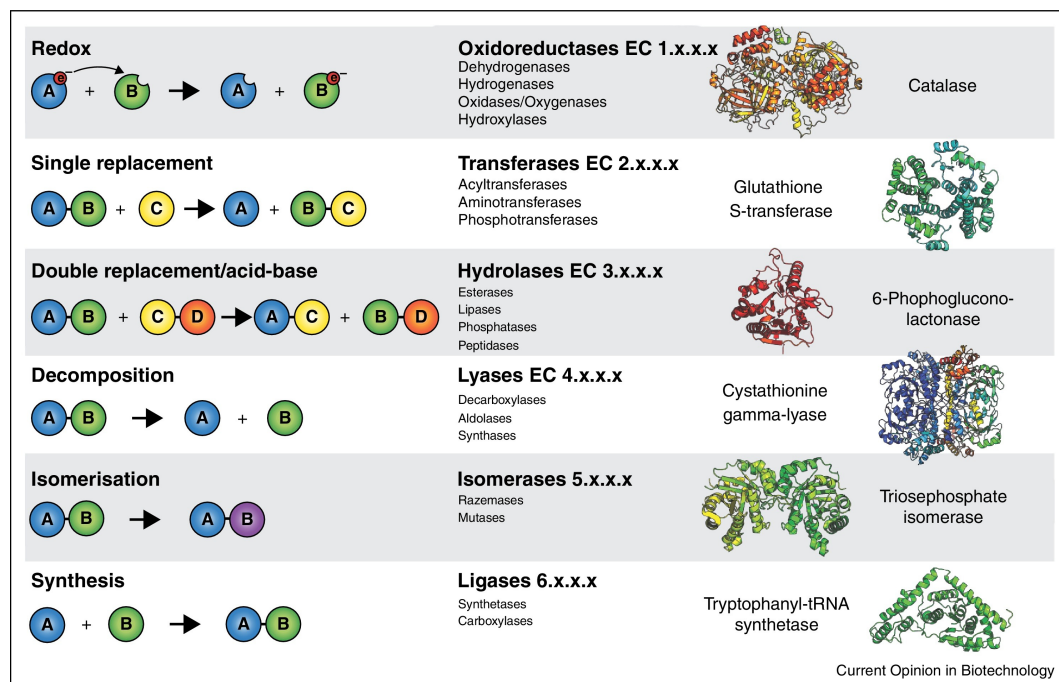 Redox
A e− + B → A + B e−
Oxidoreductases EC 1.x.x.x
Dehydrogenases
Hydrogenases
Oxidases/Oxygenases
Hydroxylases
Catalase
Single replacement
A B + C → A + B C
Transferases EC 2.x.x.x
Acyltransferases
Aminotransferases
Phosphotransferases
Glutathione
S-transferase
Double replacement/acid-base
A B + C D → A C + B D
Hydrolases EC 3.x.x.x
Esterases
Lipases
Phosphatases
Peptidases
6-Phophoglucono-
lactonase
Decomposition
A B → A + B
Lyases EC 4.x.x.x
Decarboxylases
Aldolases
Synthases
Cystathionine
gamma-lyase
Isomerisation
A B → A B
Isomerases 5.x.x.x
Razemases
Mutases
Triosephosphate
isomerase
Synthesis
A + B → A B
Ligases 6.x.x.x
Synthetases
Carboxylases
Tryptophanyl-tRNA
synthetase
Current Opinion in Biotechnology